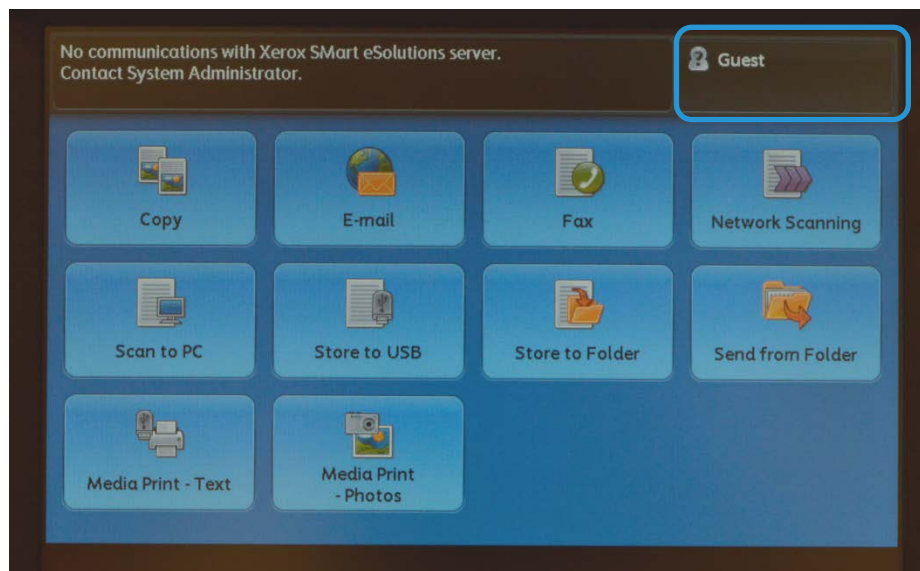 No communications with Xerox SMart eSolutions server.
Contact System Administrator.
Guest
Copy
E-mail
Fax
Network Scanning
Scan to PC
Store to USB
Store to Folder
Send from Folder
Media Print - Text
Media Print
- Photos